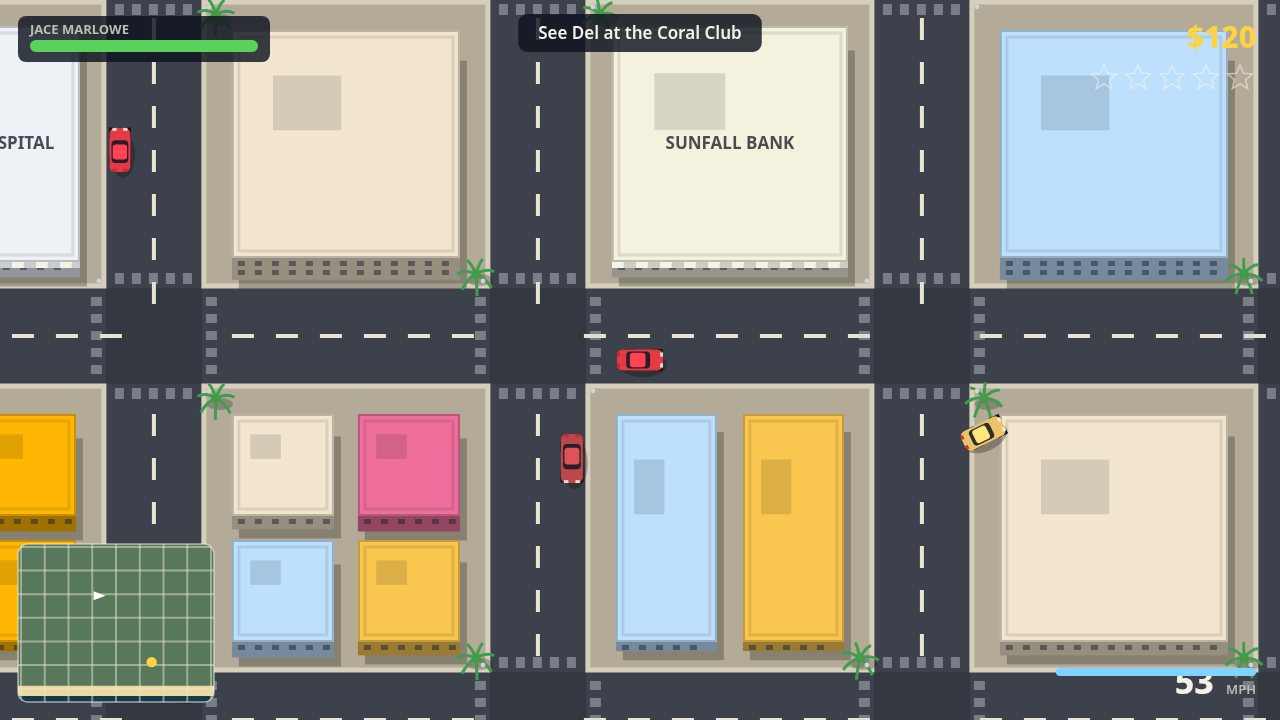 JACE MARLOWE
See Del at the Coral Club
$120
SPITAL
SUNFALL BANK
53 MPH